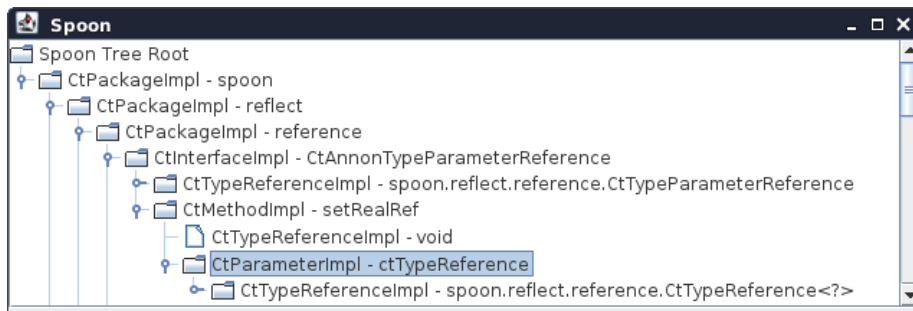 Spoon
Spoon Tree Root
CtPackageImpl - spoon
CtPackageImpl - reflect
CtPackageImpl - reference
CtInterfaceImpl - CtAnnonTypeParameterReference
CtTypeReferenceImpl - spoon.reflect.reference.CtTypeParameterReference
CtMethodImpl - setRealRef
CtTypeReferenceImpl - void
CtParameterImpl - ctTypeReference
CtTypeReferenceImpl - spoon.reflect.reference.CtTypeReference<?>